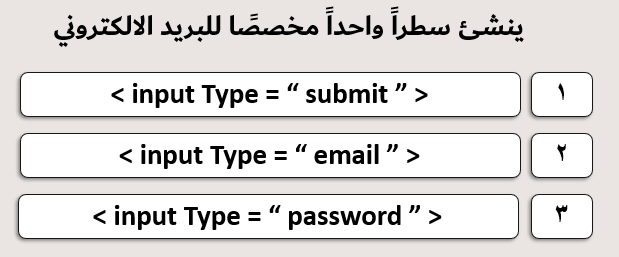 ينشئ سطراً واحداً مخصصًا للبريد الالكتروني
١ < input Type = “ submit ” >
٢ < input Type = “ email ” >
٣ < input Type = “ password ” >